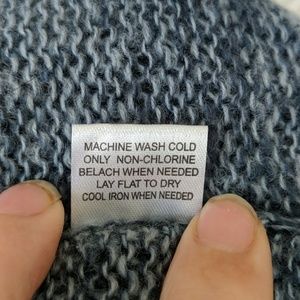 MACHINE WASH COLD
ONLY NON-CHLORINE
BELACH WHEN NEEDED
LAY FLAT TO DRY
COOL IRON WHEN NEEDED